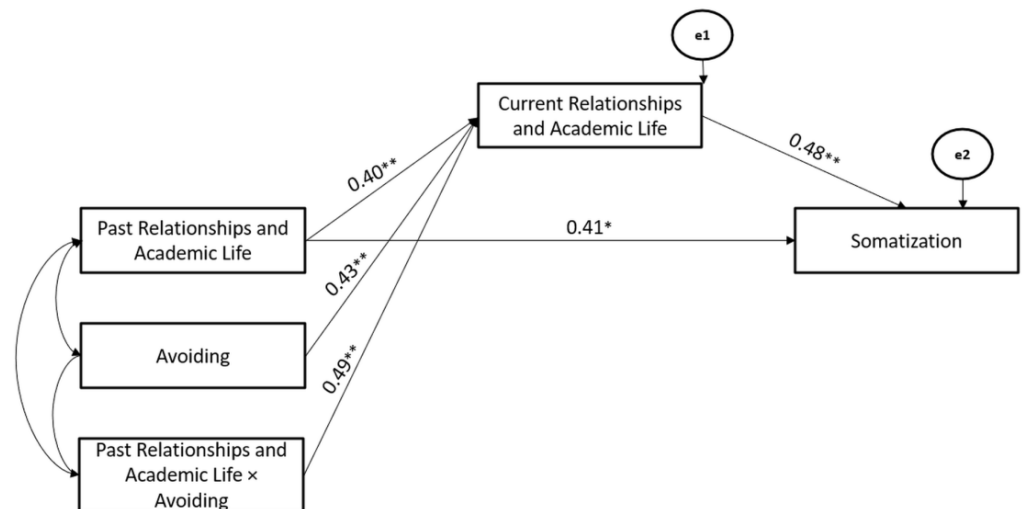 e1
Current Relationships
and Academic Life
0.40**
0.48**
e2
Past Relationships and
Academic Life
0.41*
Somatization
0.43**
Avoiding
0.49**
Past Relationships and
Academic Life ×
Avoiding